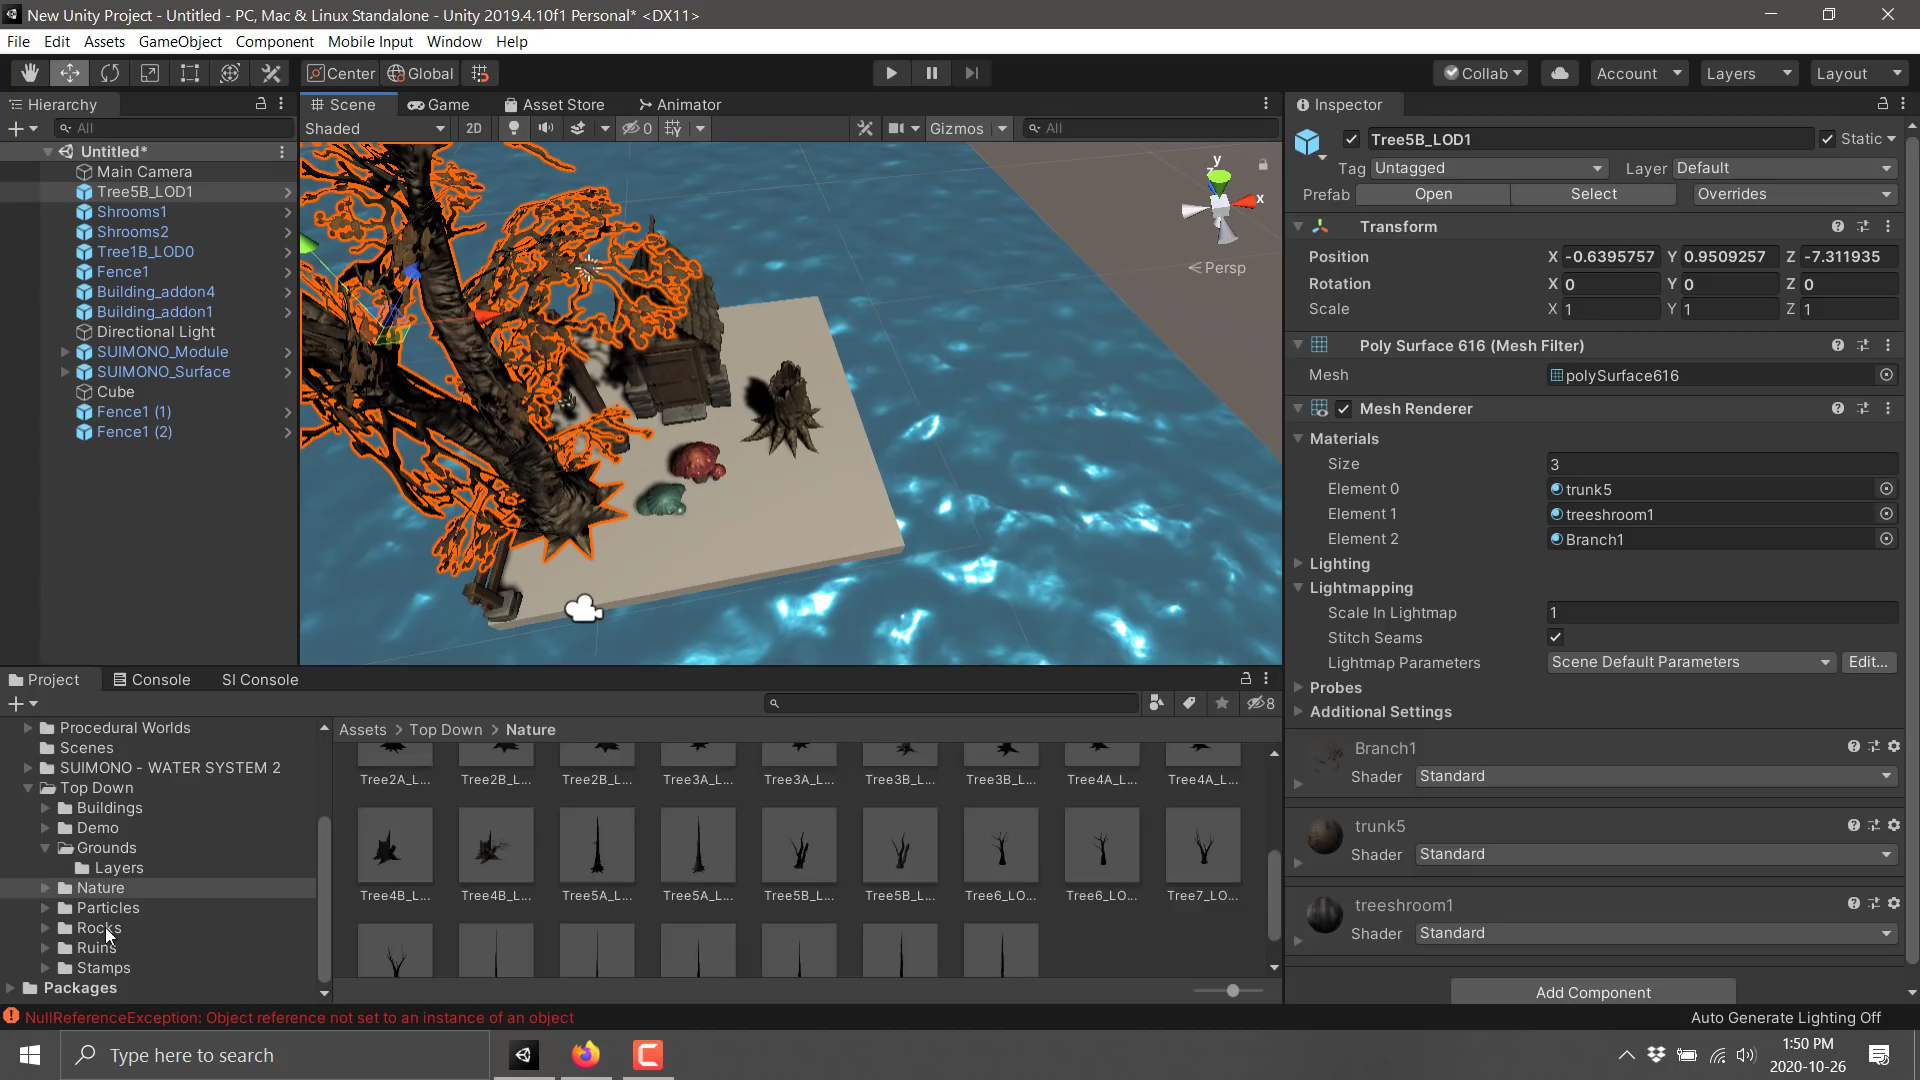 New Unity Project - Untitled - PC, Mac & Linux Standalone - Unity 2019.4.10f1 Personal* <DX11>
File Edit Assets GameObject Component Mobile Input Window Help
Center Global Collab Account Layers Layout
Hierarchy
All
Untitled*
Main Camera
Tree5B_LOD1
Shrooms1
Shrooms2
Tree1B_LOD0
Fence1
Building_addon4
Building_addon1
Directional Light
SUIMONO_Module
SUIMONO_Surface
Cube
Fence1 (1)
Fence1 (2)
Scene Game Asset Store Animator
Shaded 2D 0 Gizmos All
y
x
Persp
Inspector
Tree5B_LOD1 Static
Tag Untagged Layer Default
Prefab Open Select Overrides
Transform
Position X -0.6395757 Y 0.9509257 Z -7.311935
Rotation X 0 Y 0 Z 0
Scale X 1 Y 1 Z 1
Poly Surface 616 (Mesh Filter)
Mesh polySurface616
Mesh Renderer
Materials
Size 3
Element 0 trunk5
Element 1 treeshroom1
Element 2 Branch1
Lighting
Lightmapping
Scale In Lightmap 1
Stitch Seams
Lightmap Parameters Scene Default Parameters Edit...
Probes
Additional Settings
Branch1
Shader Standard
trunk5
Shader Standard
treeshroom1
Shader Standard
Add Component
Project Console SI Console
8
Procedural Worlds
Scenes
SUIMONO - WATER SYSTEM 2
Top Down
Buildings
Demo
Grounds
Layers
Nature
Particles
Rocks
Ruins
Stamps
Packages
Assets > Top Down > Nature
Tree2A_L... Tree2B_L... Tree2B_L... Tree3A_L... Tree3A_L... Tree3B_L... Tree3B_L... Tree4A_L... Tree4A_L...
Tree4B_L... Tree4B_L... Tree5A_L... Tree5A_L... Tree5B_L... Tree5B_L... Tree6_LO... Tree6_LO... Tree7_LO...
NullReferenceException: Object reference not set to an instance of an object
Auto Generate Lighting Off
Type here to search
1:50 PM
2020-10-26